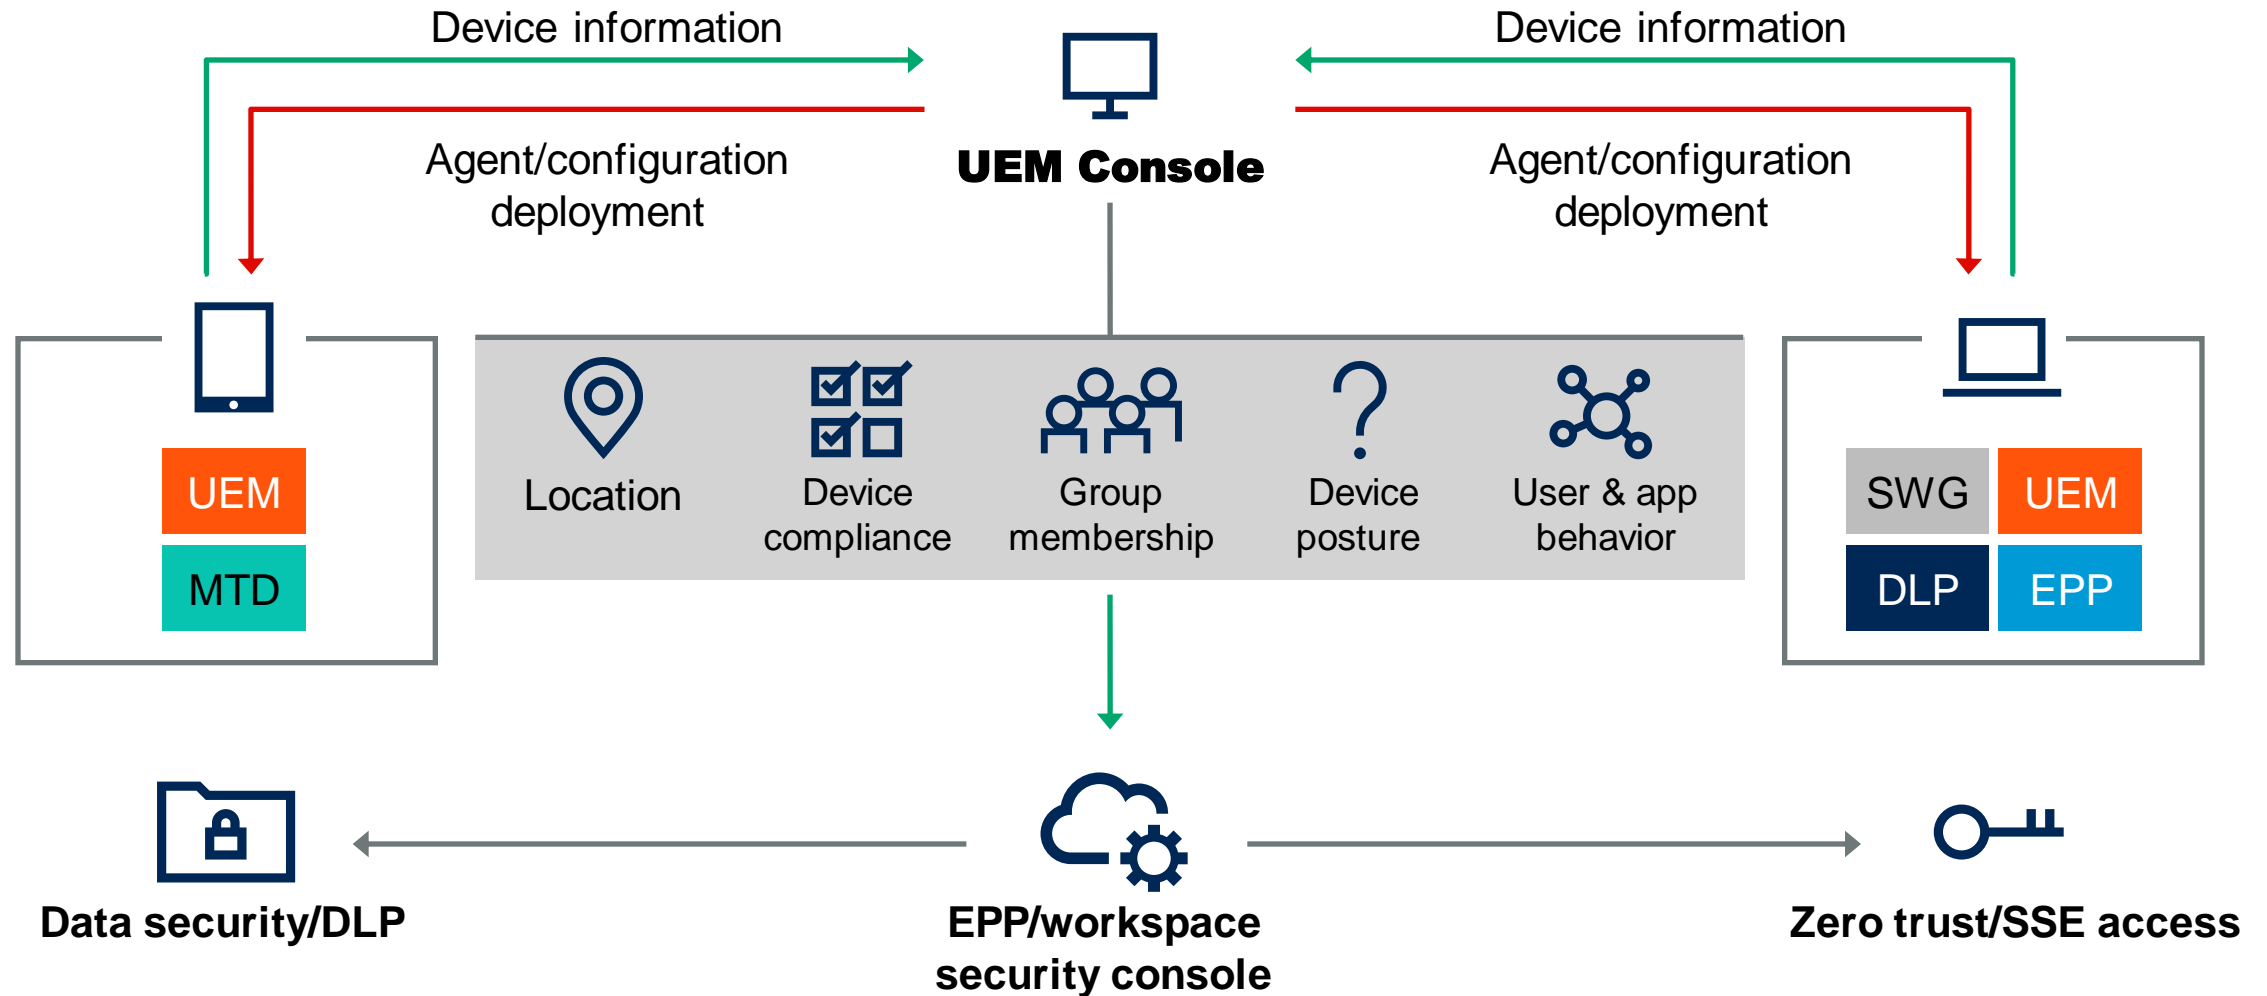 Device information
Device information
UEM Console
Agent/configuration
deployment
Agent/configuration
deployment
UEM
MTD
Location
Device
compliance
Group
membership
Device
posture
User & app
behavior
SWG
UEM
DLP
EPP
Data security/DLP
EPP/workspace
security console
Zero trust/SSE access